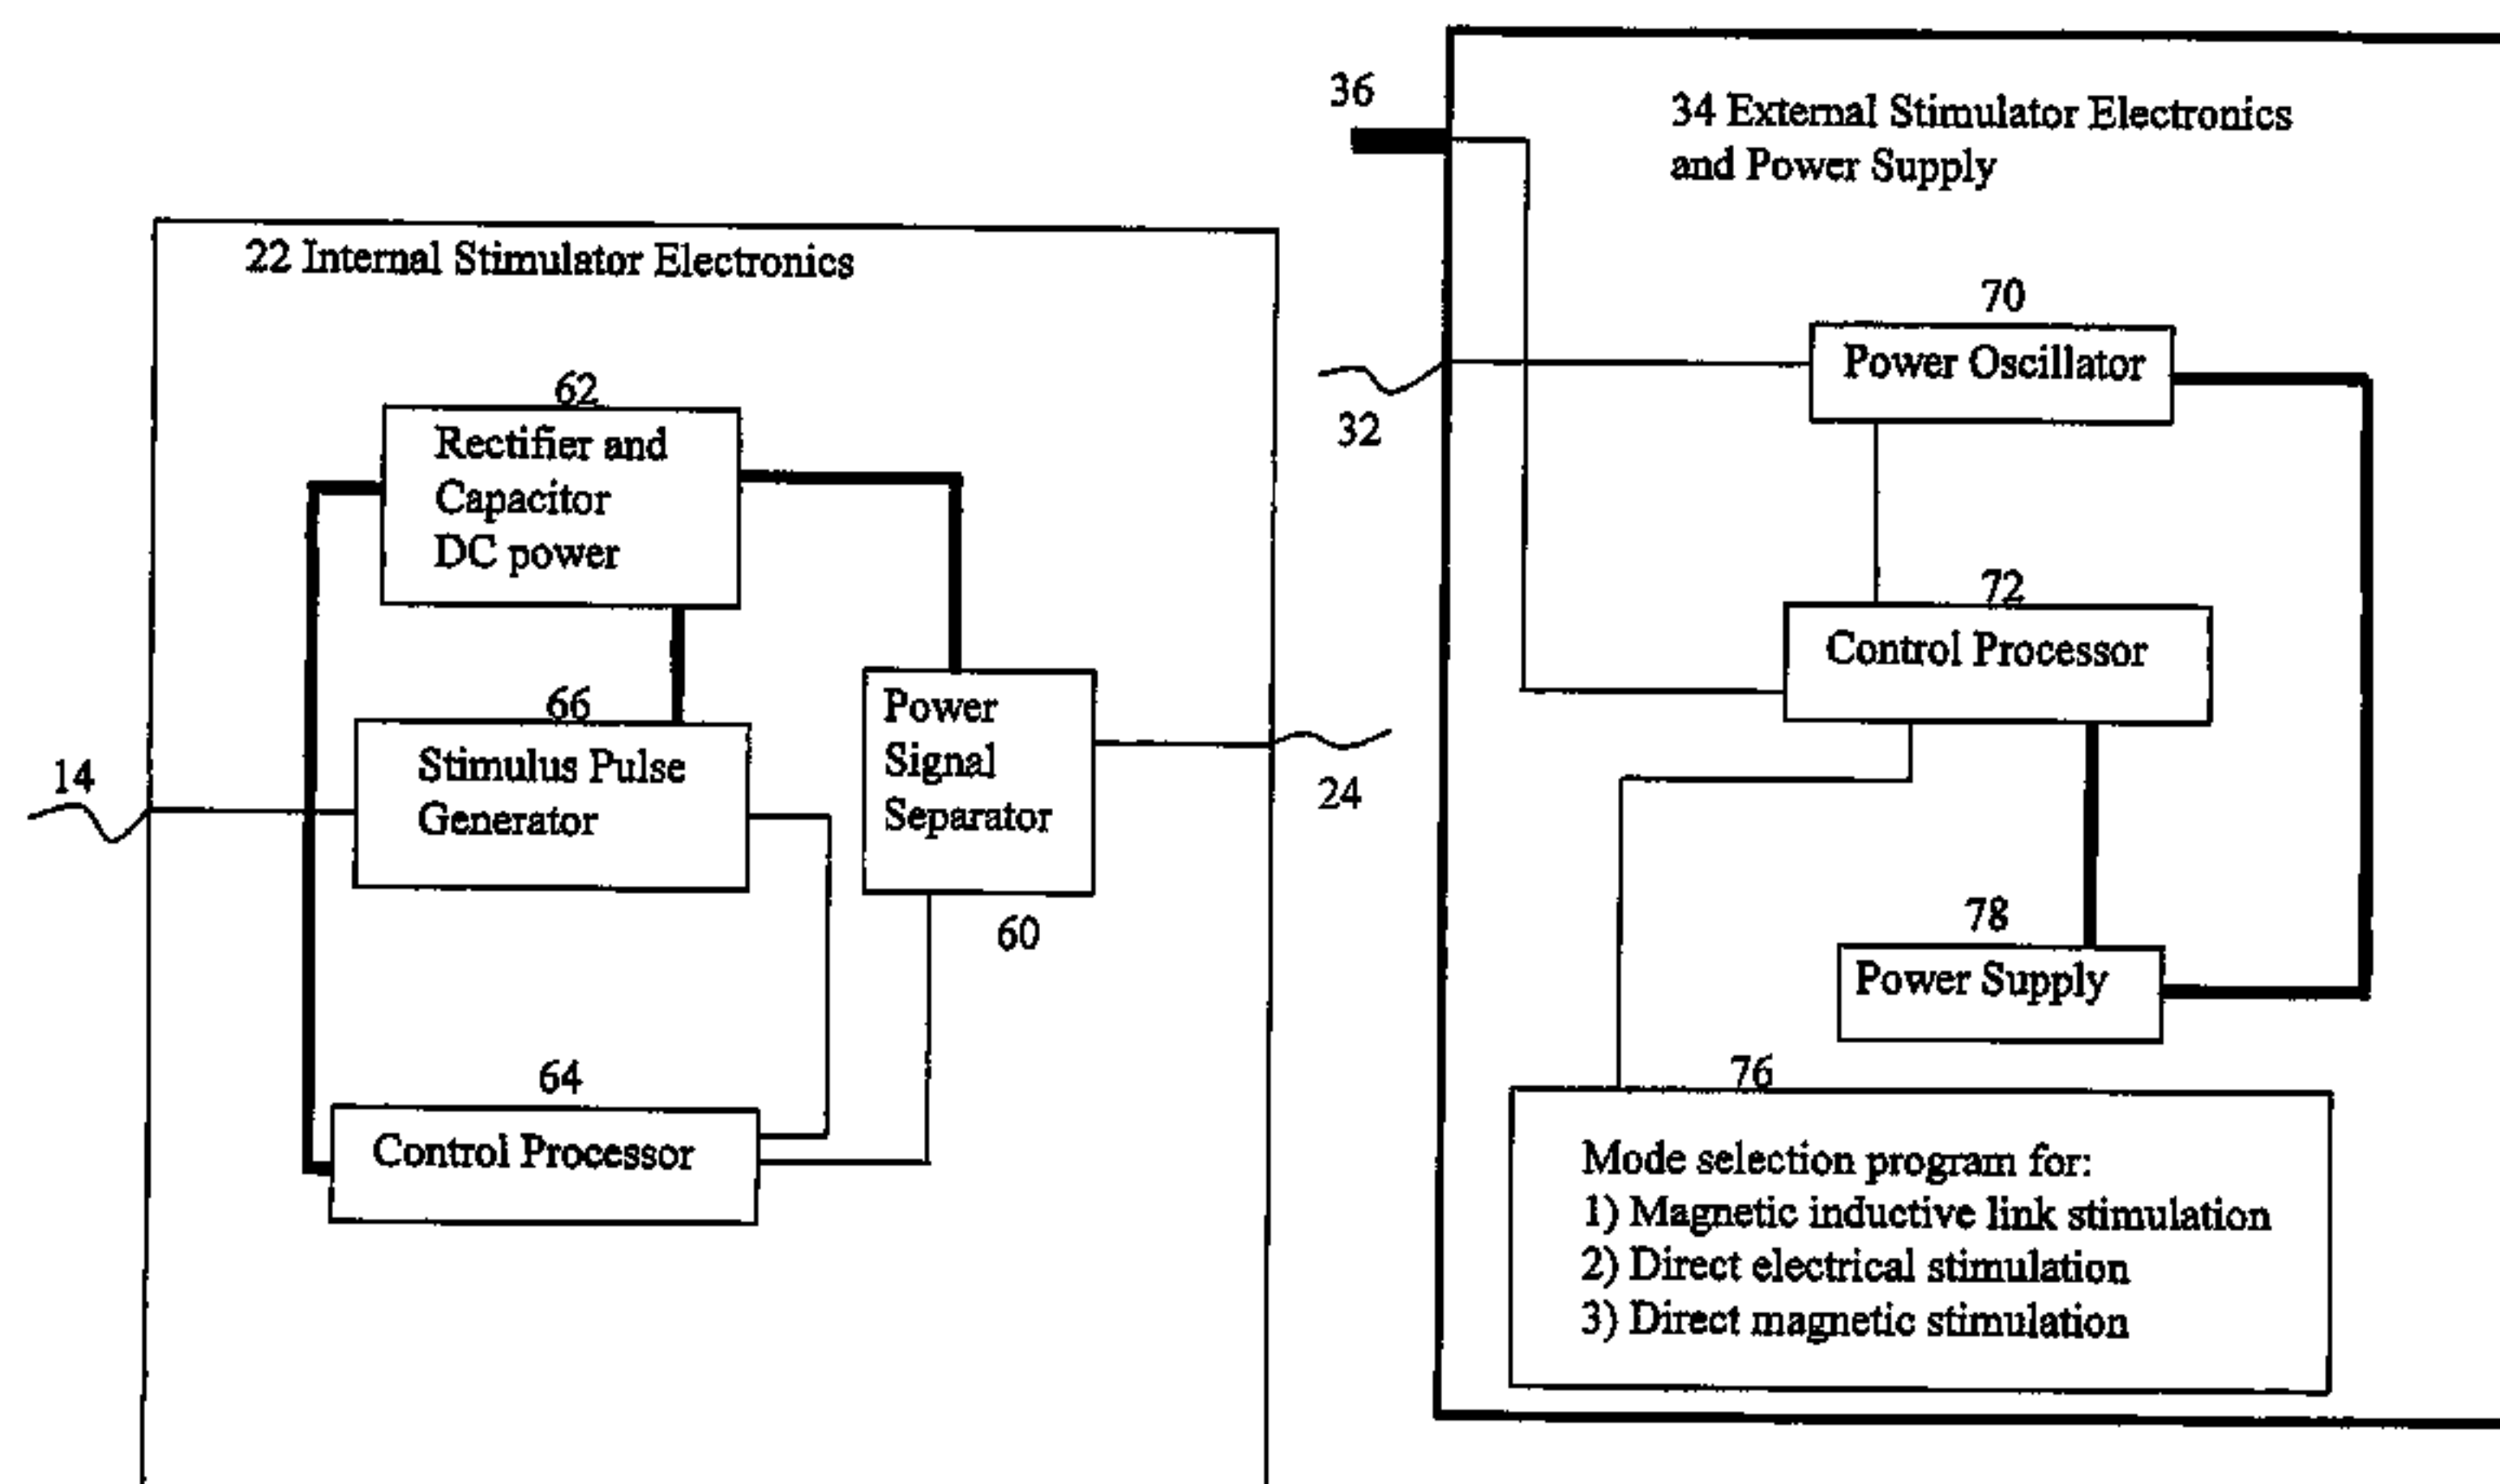 22 Internal Stimulator Electronics
62
Rectifier and
Capacitor
DC power
66
Stimulus Pulse
Generator
14
Power
Signal
Separator
60
24
64
Control Processor
36
34 External Stimulator Electronics
and Power Supply
70
Power Oscillator
32
72
Control Processor
78
Power Supply
76
Mode selection program for:
1) Magnetic inductive link stimulation
2) Direct electrical stimulation
3) Direct magnetic stimulation